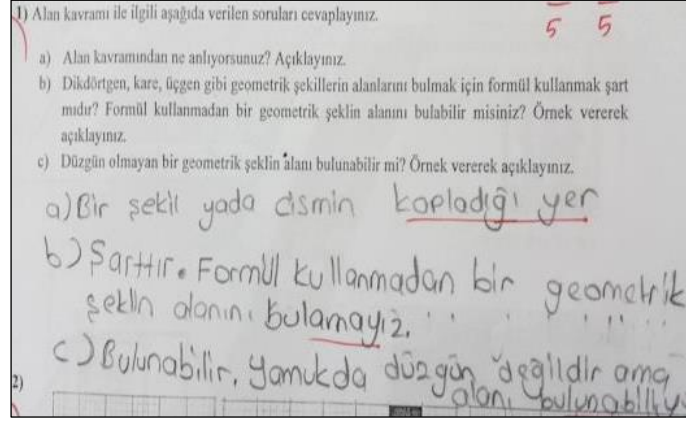 1) Alan kavramı ile ilgili aşağıda verilen soruları cevaplayınız.
5 5
a) Alan kavramından ne anlıyorsunuz? Açıklayınız.
b) Dikdörtgen, kare, üçgen gibi geometrik şekillerin alanlarını bulmak için formül kullanmak şart
mıdır? Formül kullanmadan bir geometrik şeklin alanını bulabilir misiniz? Örnek vererek
açıklayınız.
c) Düzgün olmayan bir geometrik şeklin alanı bulunabilir mi? Örnek vererek açıklayınız.
a) Bir şekil yada cismin kapladığı yer
b) Şarttır. Formül kullanmadan bir geometrik
şeklin alanını bulamayız.
c) Bulunabilir. Yamukda düzgün değildir ama
2)
alanı bulunabiliy